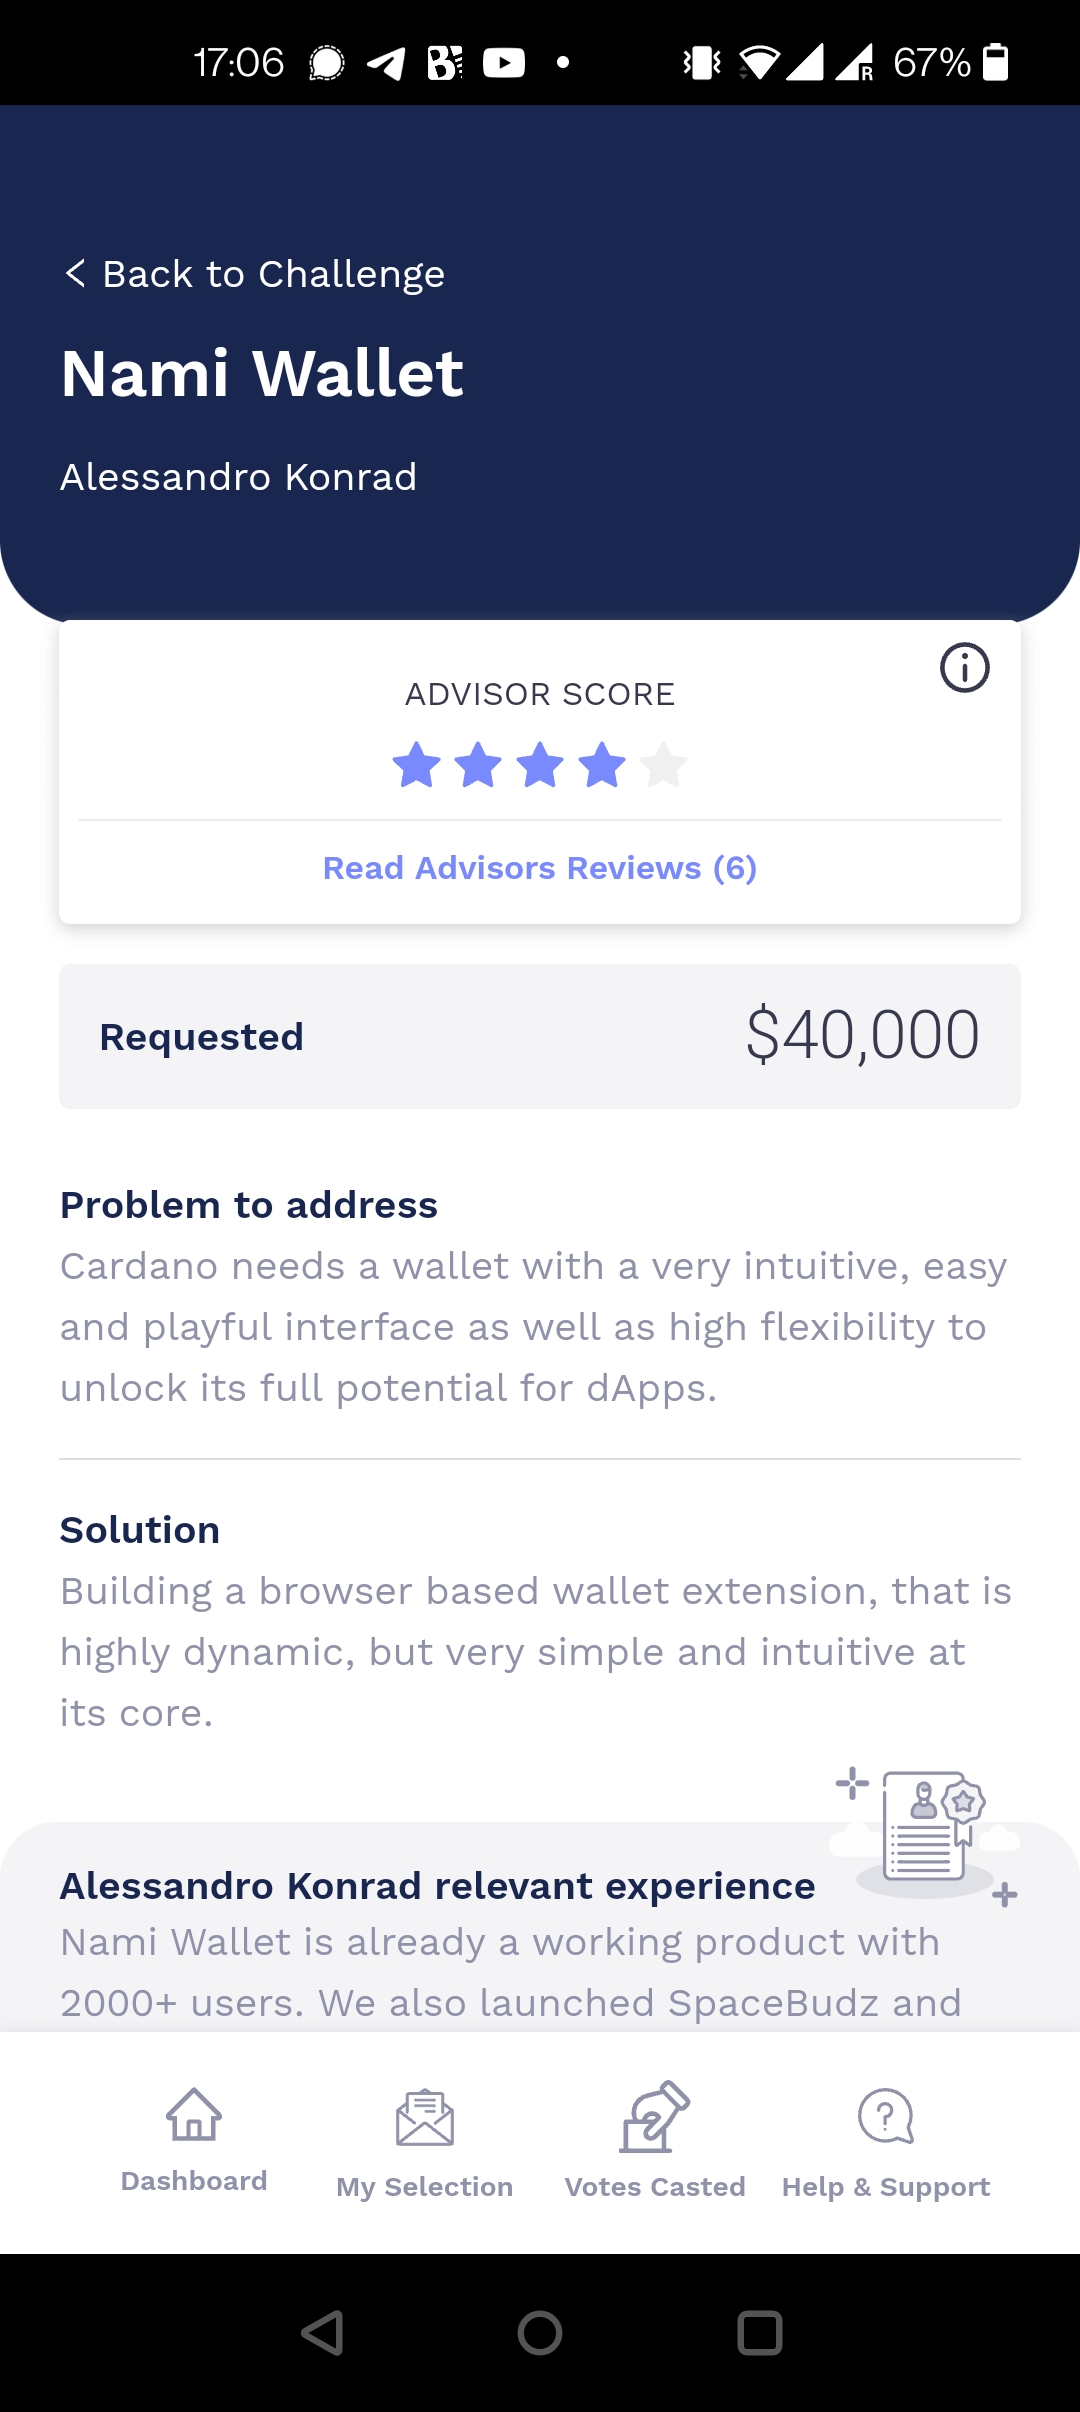 17:06
67%
Back to Challenge
Nami Wallet
Alessandro Konrad
ADVISOR SCORE
Read Advisors Reviews (6)
Requested
$40,000
Problem to address
Cardano needs a wallet with a very intuitive, easy
and playful interface as well as high flexibility to
unlock its full potential for dApps.
Solution
Building a browser based wallet extension, that is
highly dynamic, but very simple and intuitive at
its core.
Alessandro Konrad relevant experience
Nami Wallet is already a working product with
2000+ users. We also launched SpaceBudz and
Dashboard
My Selection
Votes Casted
Help & Support